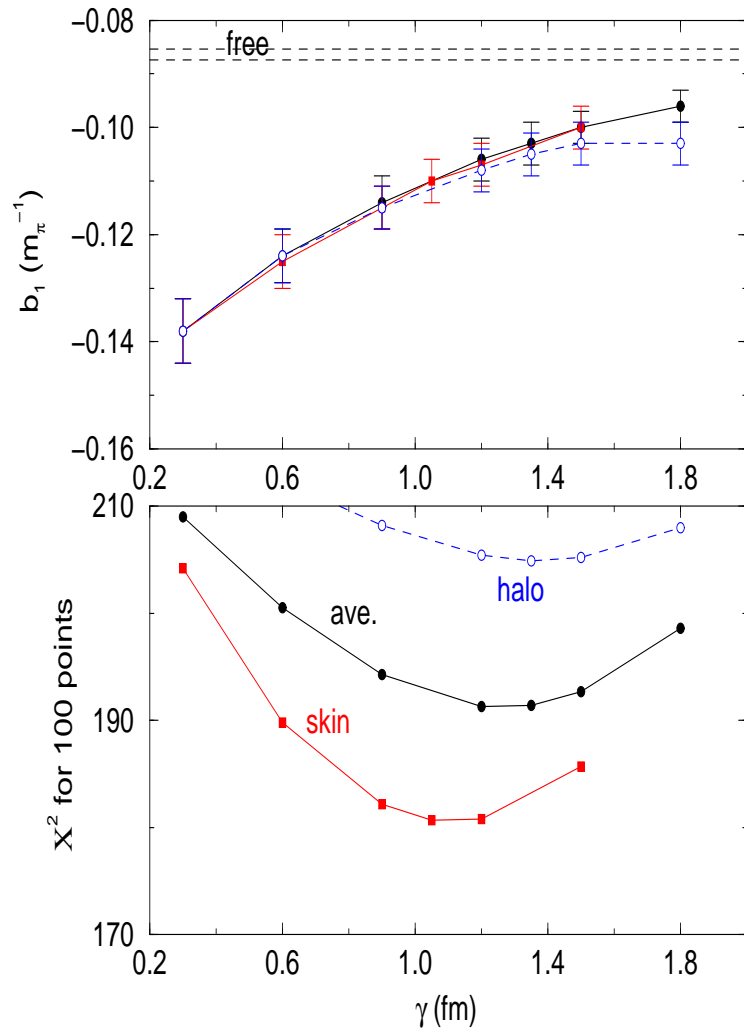 −0.08
free
−0.10
−0.12
−0.14
−0.16
b₁ (mπ⁻¹)
0.2 0.6 1.0 1.4 1.8
210
190
170
Χ² for 100 points
halo
ave.
skin
0.2 0.6 1.0 1.4 1.8
γ (fm)